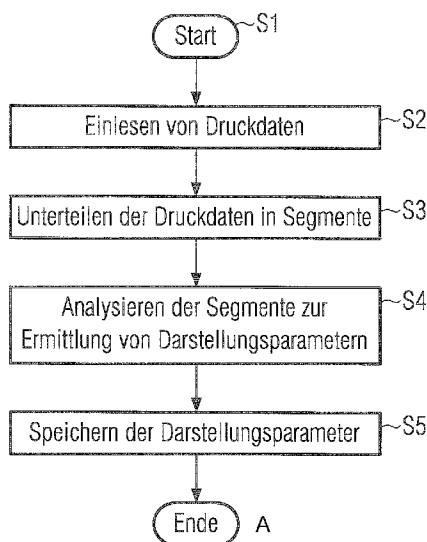 Start S1
Einlesen von Druckdaten S2
Unterteilen der Druckdaten in Segmente S3
Analysieren der Segmente zur S4
Ermittlung von Darstellungsparametern
Speichern der Darstellungsparameter S5
Ende A